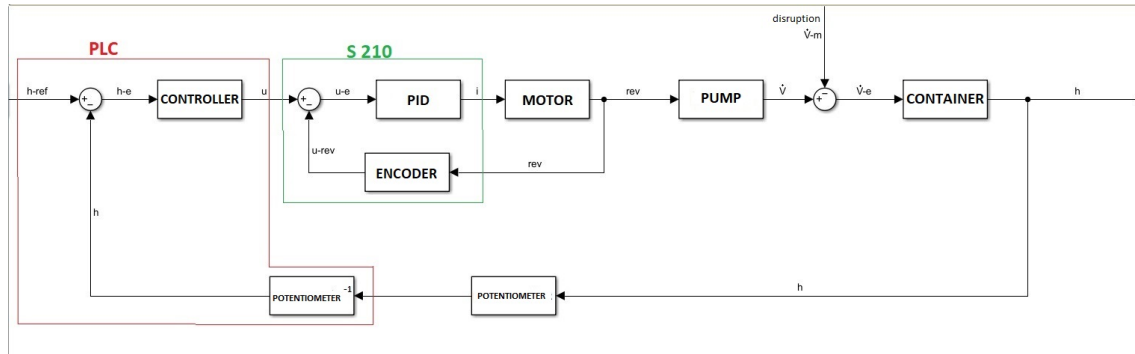 disruption
V̇-m
PLC
S 210
h-ref
+
−
h-e
CONTROLLER
u
+
−
u-e
PID
i
MOTOR
rev
PUMP
V̇
+
−
V̇-e
CONTAINER
h
u-rev
ENCODER
rev
h
POTENTIOMETER -1
POTENTIOMETER
h